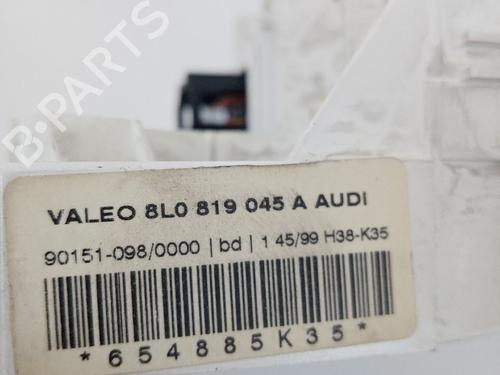 B-PARTS
VALEO 8L0 819 045 A AUDI
90151-098/0000 | bd | 1 45/99 H38-K35
*654885K35*